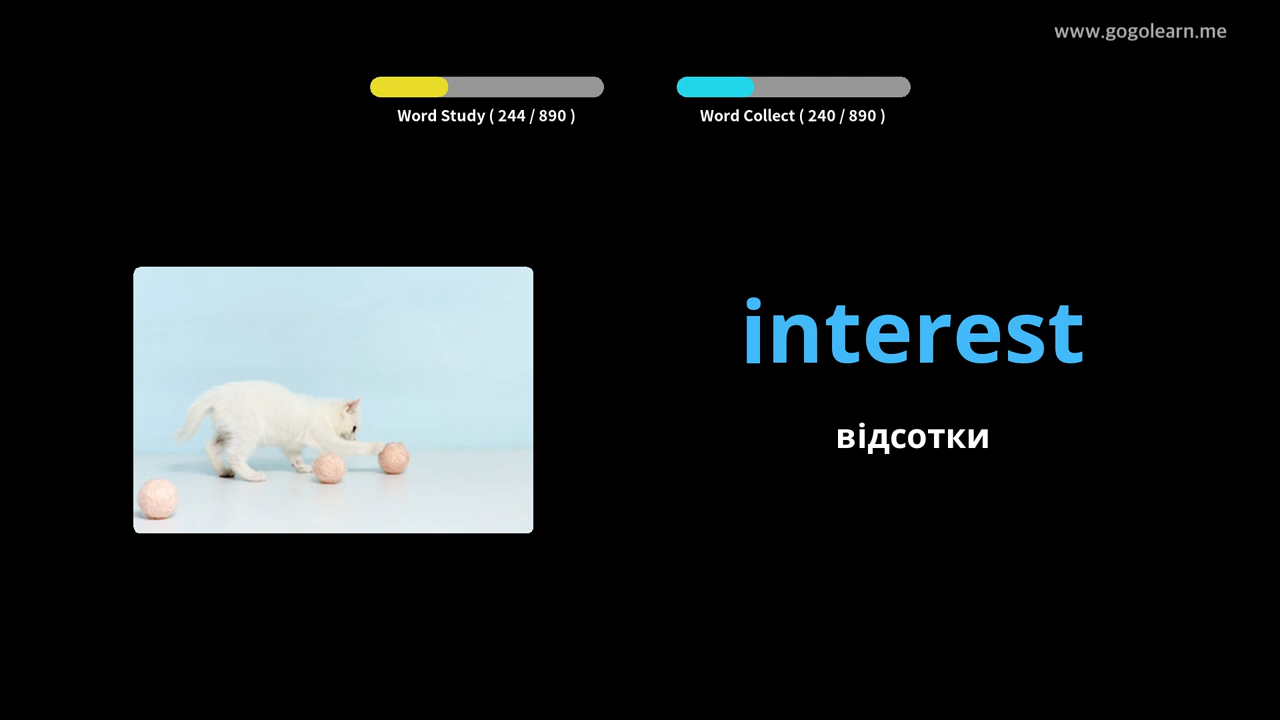 www.gogolearn.me
Word Study ( 244 / 890 )
Word Collect ( 240 / 890 )
interest
відсотки